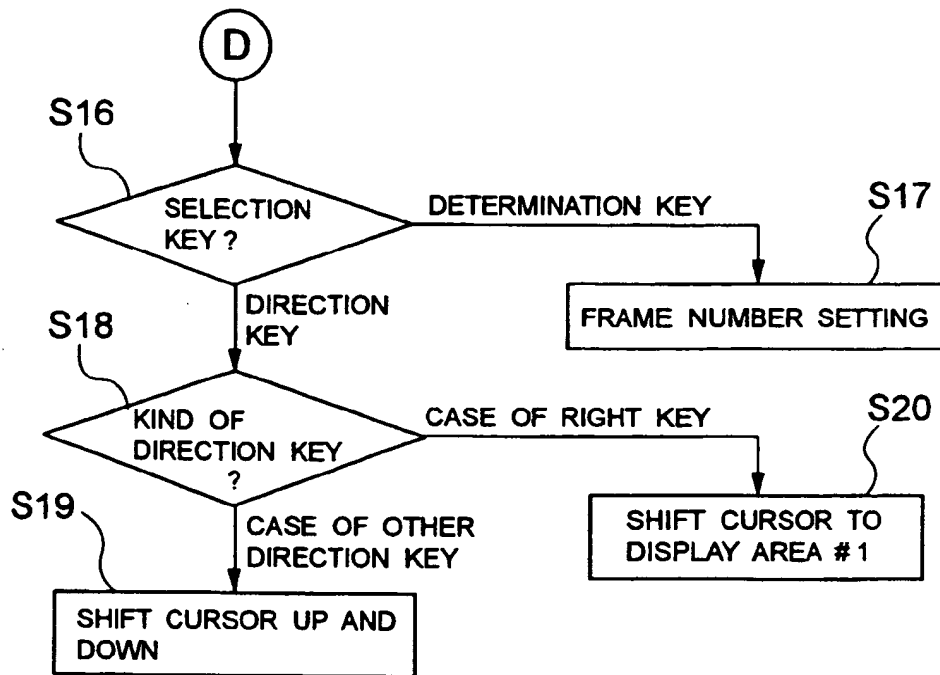 D
S16
SELECTION
KEY ?
DETERMINATION KEY
S17
FRAME NUMBER SETTING
DIRECTION
KEY
S18
KIND OF
DIRECTION KEY
?
CASE OF RIGHT KEY
S20
SHIFT CURSOR TO
DISPLAY AREA # 1
S19
CASE OF OTHER
DIRECTION KEY
SHIFT CURSOR UP AND
DOWN